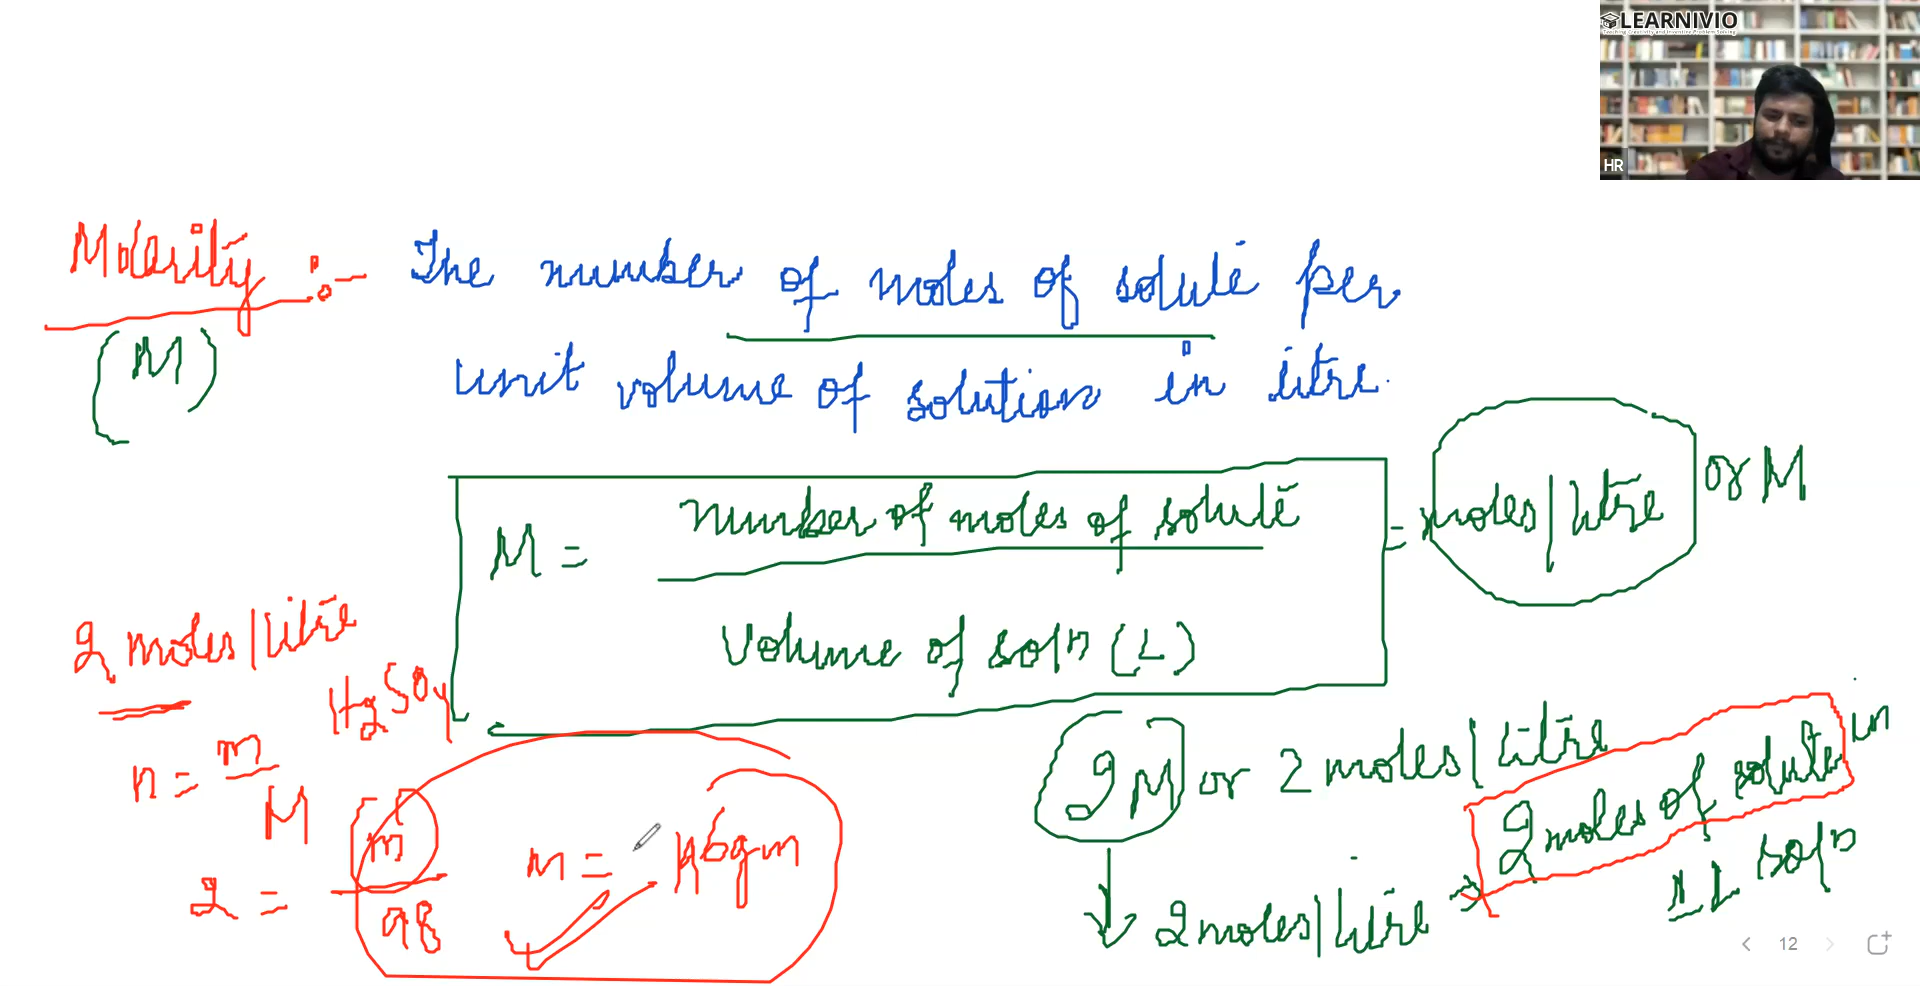 LEARNIVIO
HR
Molarity :- The number of moles of solute per
(M)
unit volume of solution in litre.
M = number of moles of solute / Volume of solⁿ (L) = moles/litre or M
2 moles/litre
H2SO4
n = m / M
2 = m / 98
m = 196gm
2M or 2 moles/litre
2 moles/litre → 2 moles of solute in
1L solⁿ
12